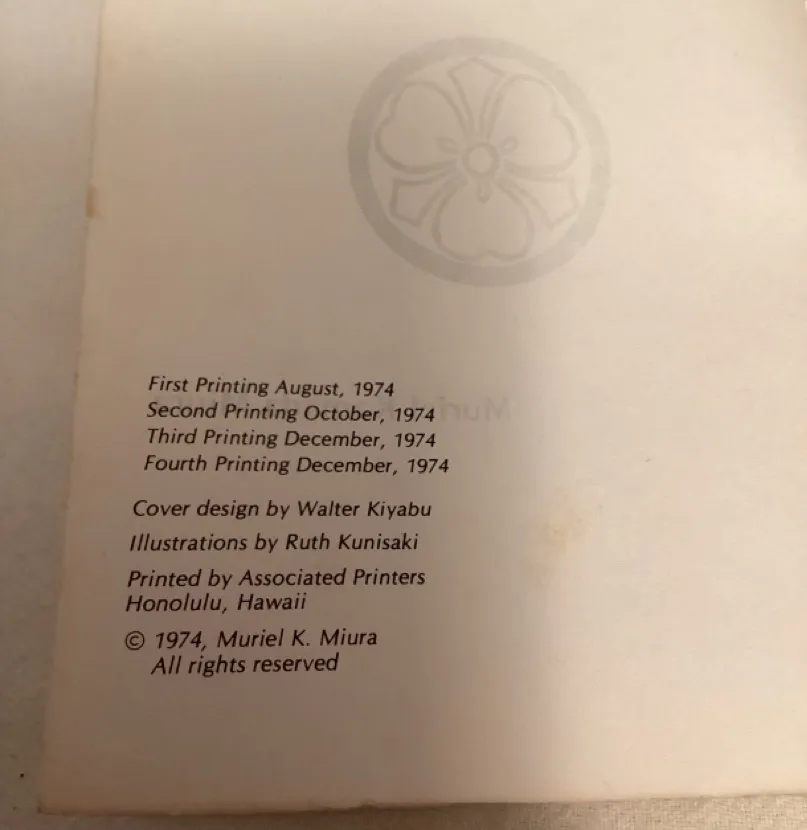 First Printing August, 1974
Second Printing October, 1974
Third Printing December, 1974
Fourth Printing December, 1974
Cover design by Walter Kiyabu
Illustrations by Ruth Kunisaki
Printed by Associated Printers
Honolulu, Hawaii
© 1974, Muriel K. Miura
All rights reserved